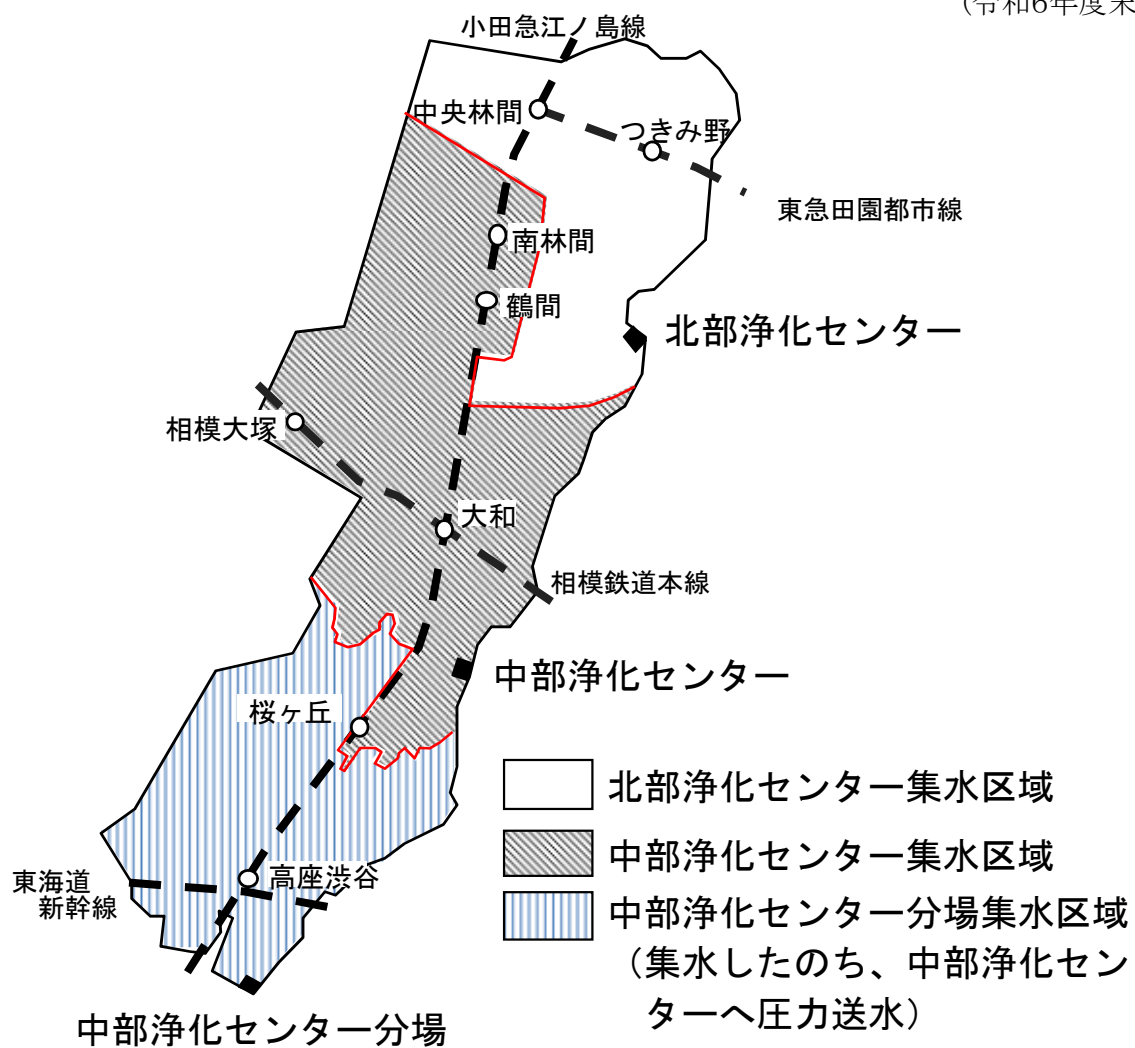 (令和6年度末
小田急江ノ島線
中央林間
つきみ野
東急田園都市線
南林間
鶴間
北部浄化センター
相模大塚
大和
相模鉄道本線
中部浄化センター
桜ヶ丘
北部浄化センター集水区域
中部浄化センター集水区域
高座渋谷
東海道
新幹線
中部浄化センター分場集水区域
（集水したのち、中部浄化セン
ターへ圧力送水）
中部浄化センター分場